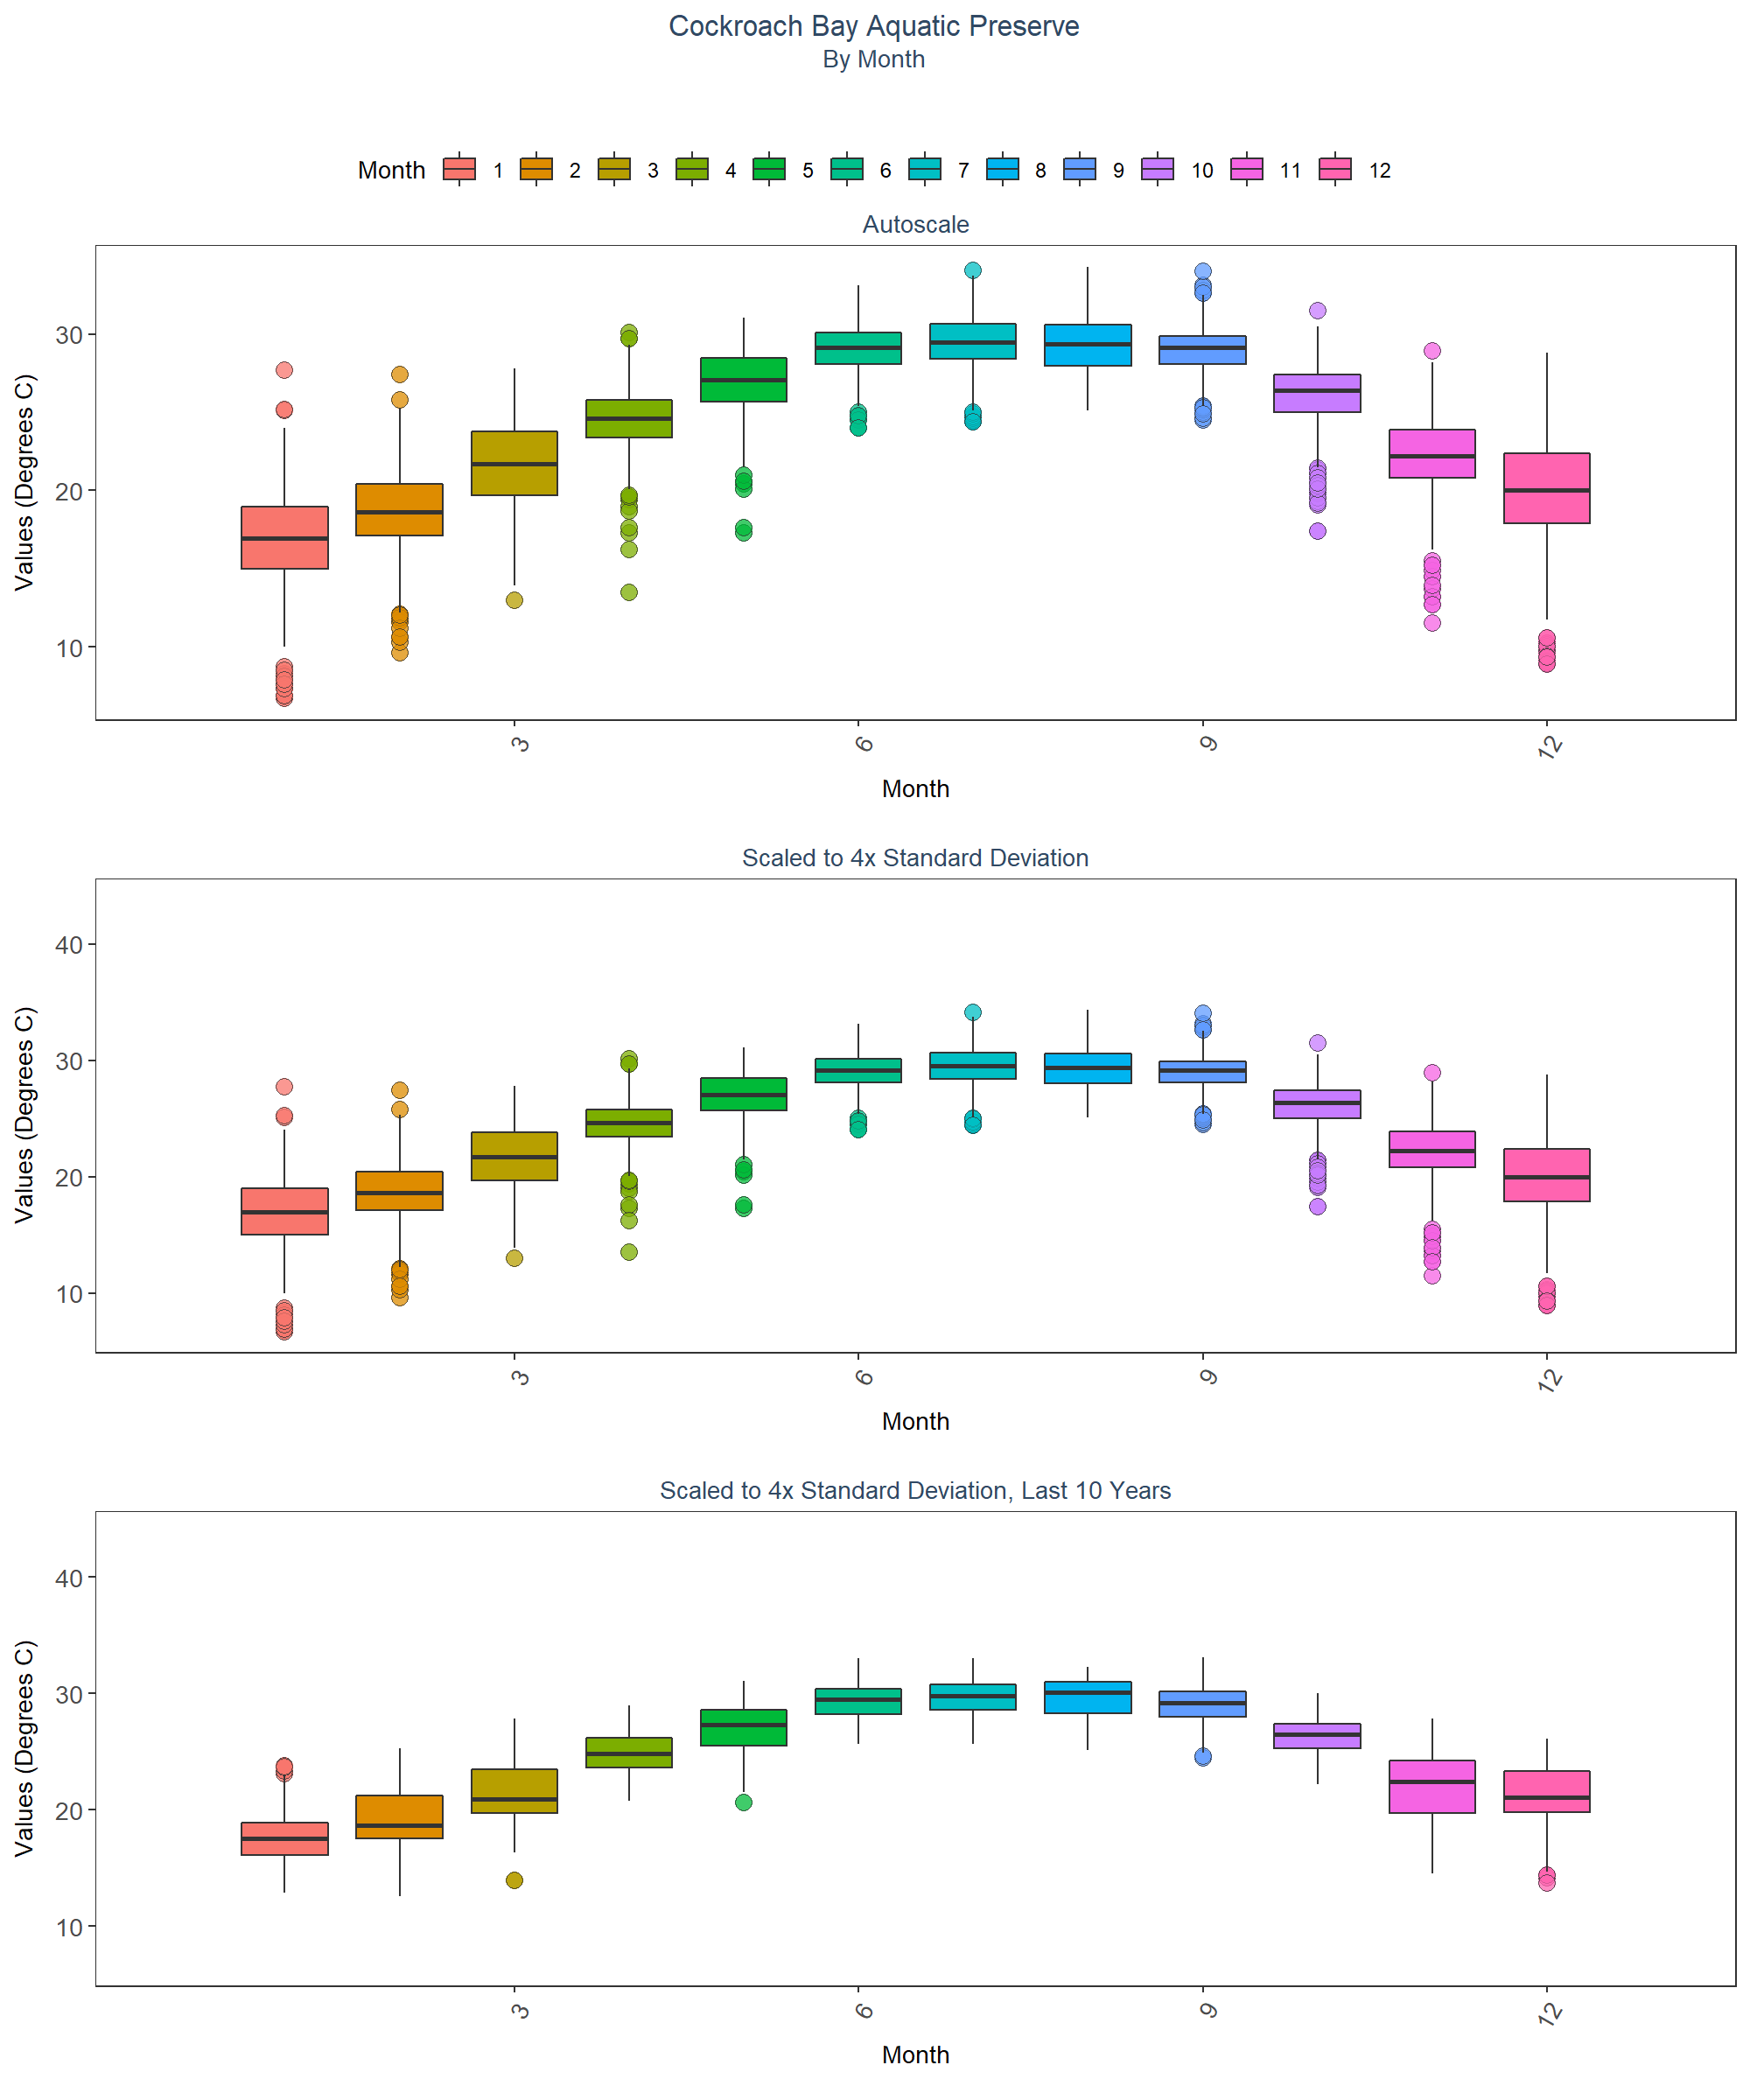 Cockroach Bay Aquatic Preserve
By Month
Month 1 2 3 4 5 6 7 8 9 10 11 12
Autoscale
Values (Degrees C)
30
20
10
3 6 9 12
Month
Scaled to 4x Standard Deviation
Values (Degrees C)
40
30
20
10
3 6 9 12
Month
Scaled to 4x Standard Deviation, Last 10 Years
Values (Degrees C)
40
30
20
10
3 6 9 12
Month